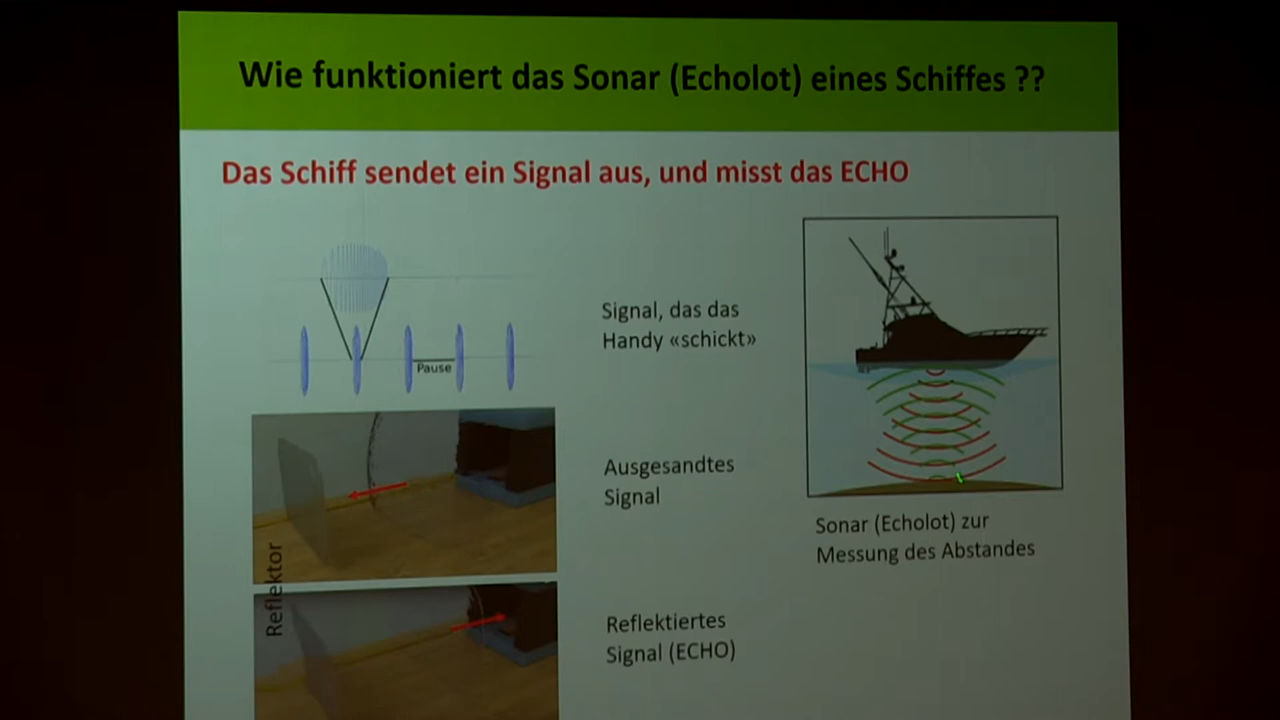 Wie funktioniert das Sonar (Echolot) eines Schiffes ??
Das Schiff sendet ein Signal aus, und misst das ECHO
Pause
Signal, das das
Handy «schickt»
Ausgesandtes
Signal
Reflektor
Reflektiertes
Signal (ECHO)
Sonar (Echolot) zur
Messung des Abstandes